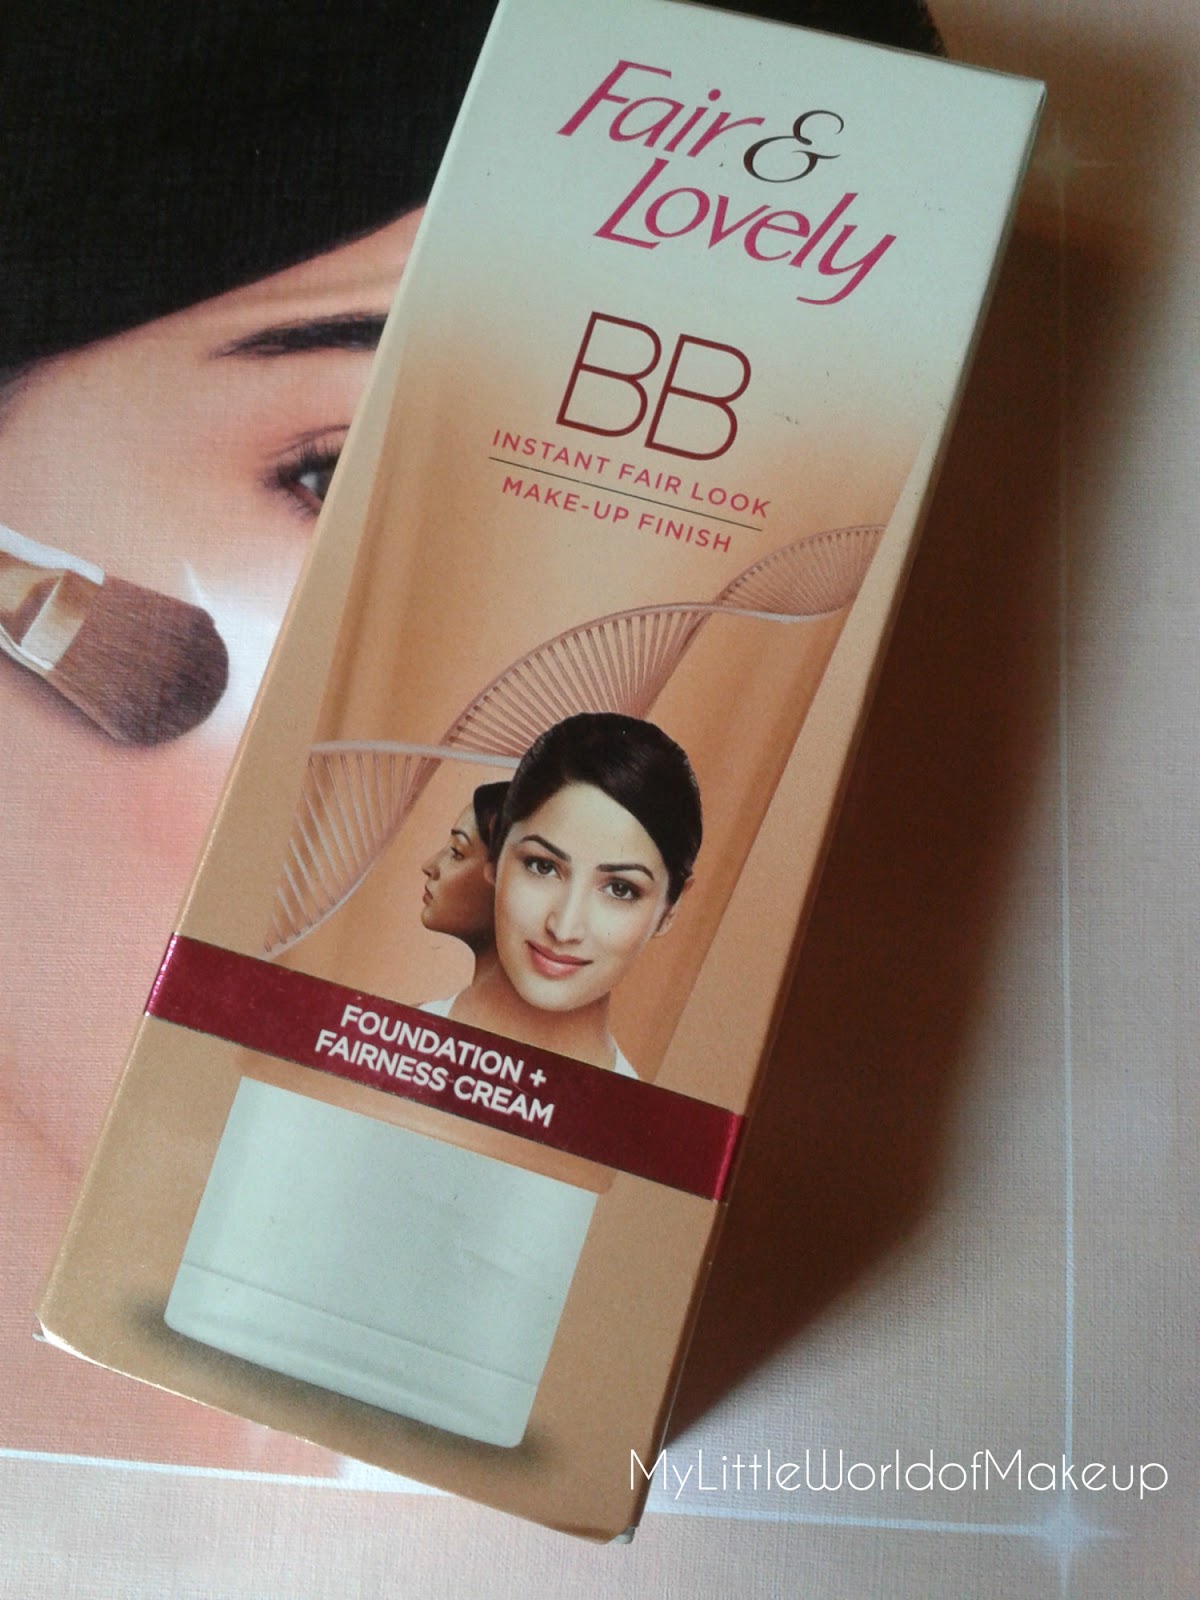 Fair &
Lovely
BB
INSTANT FAIR LOOK
MAKE-UP FINISH
FOUNDATION +
FAIRNESS CREAM
MyLittleWorldofMakeup